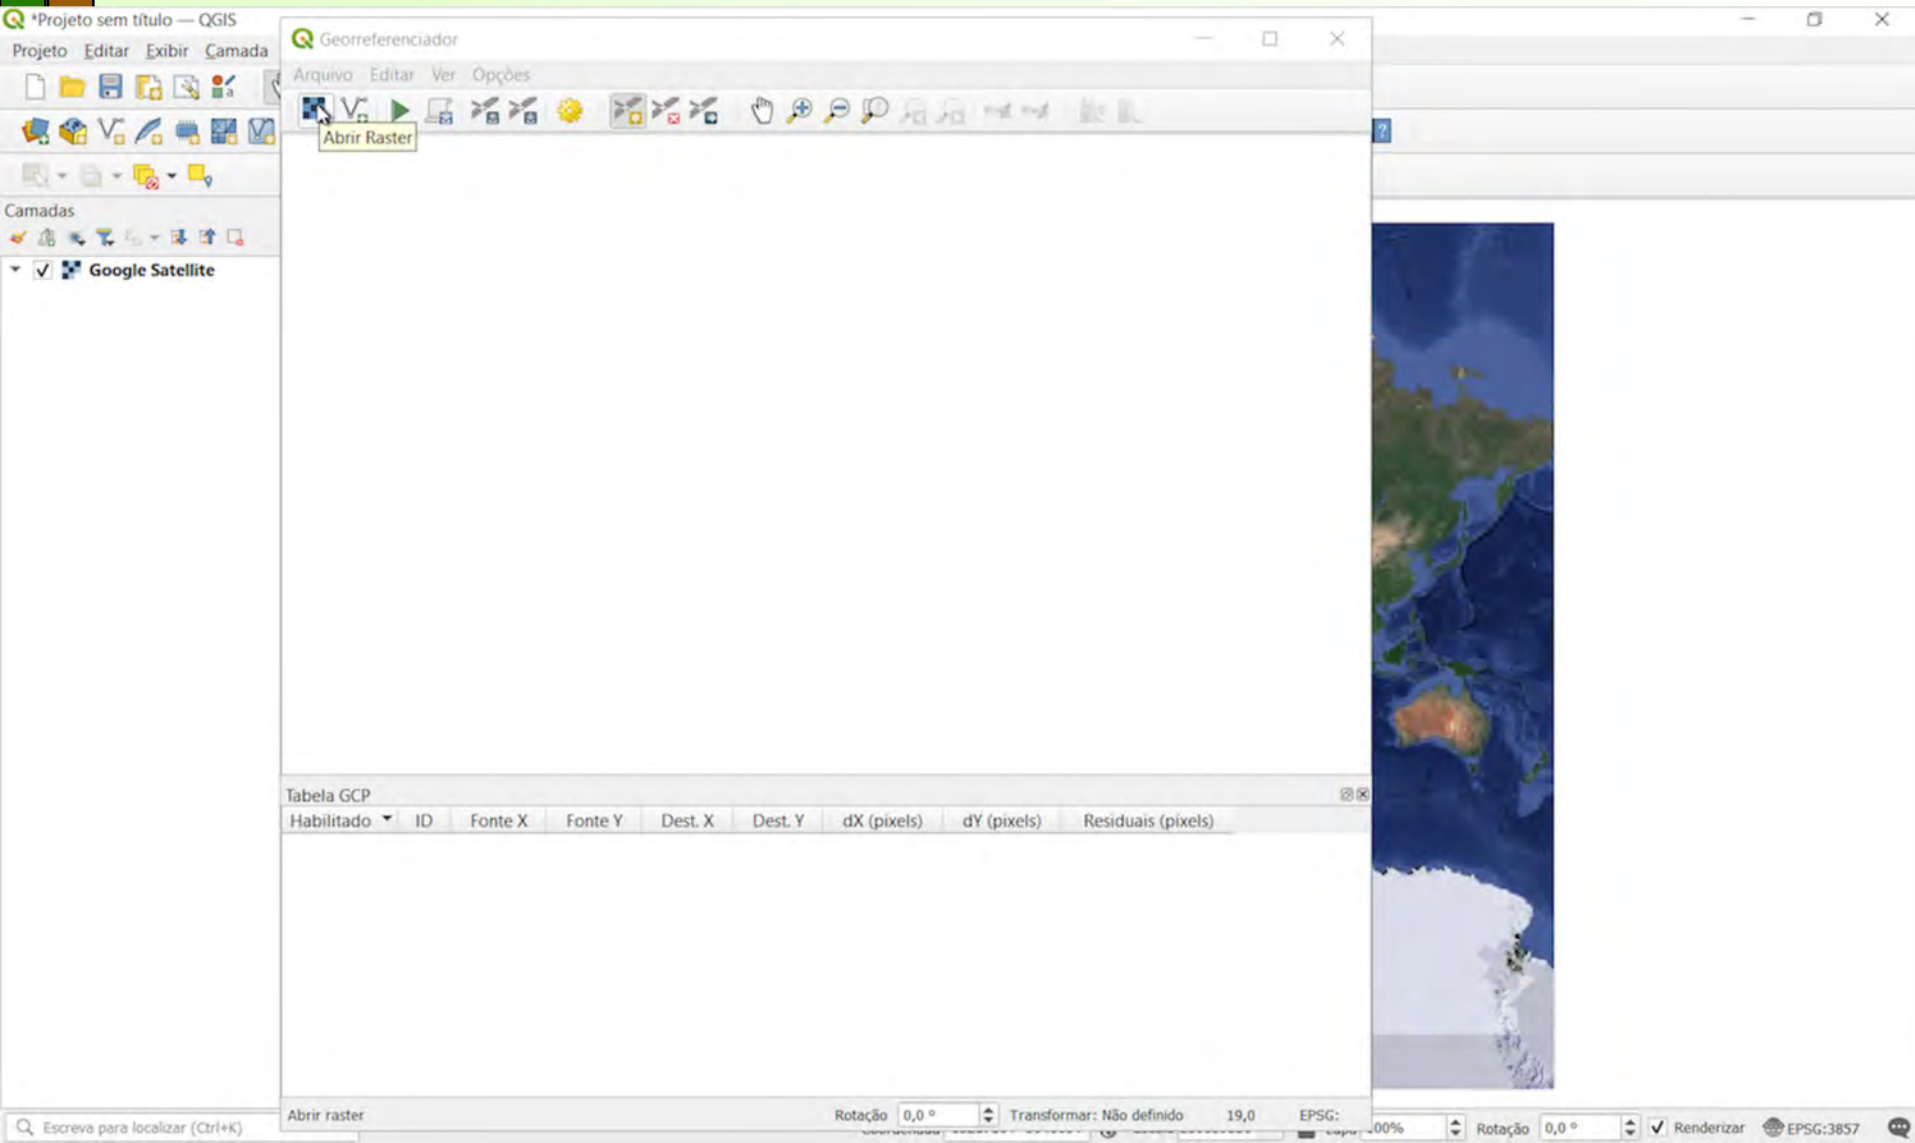 *Projeto sem título — QGIS
Projeto Editar Exibir Camada
Georreferenciador
Arquivo Editar Ver Opções
Abrir Raster
Camadas
Google Satellite
Tabela GCP
Habilitado ID Fonte X Fonte Y Dest. X Dest. Y dX (pixels) dY (pixels) Residuais (pixels)
Abrir raster Rotação 0,0 ° Transformar: Não definido 19,0 EPSG:
Escreva para localizar (Ctrl+K) Rotação 0,0 ° Renderizar EPSG:3857